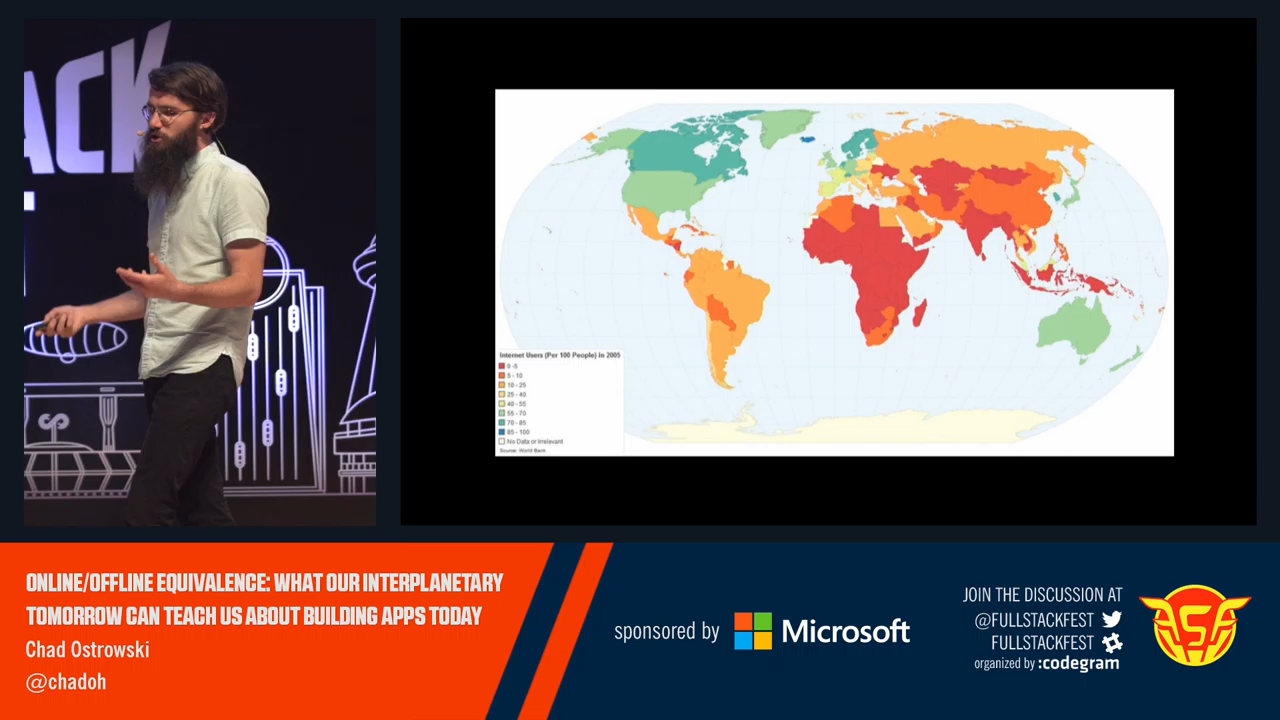 ACK
Internet Users (Per 100 People) in 2005
0 -5
5 - 10
10 - 25
25 - 40
40 - 55
55 - 70
70 - 85
85 - 100
No Data or Irrelevant
Source: World Bank
ONLINE/OFFLINE EQUIVALENCE: WHAT OUR INTERPLANETARY
TOMORROW CAN TEACH US ABOUT BUILDING APPS TODAY
Chad Ostrowski
@chadoh
sponsored by Microsoft
JOIN THE DISCUSSION AT
@FULLSTACKFEST
FULLSTACKFEST
organized by :codegram
FSF